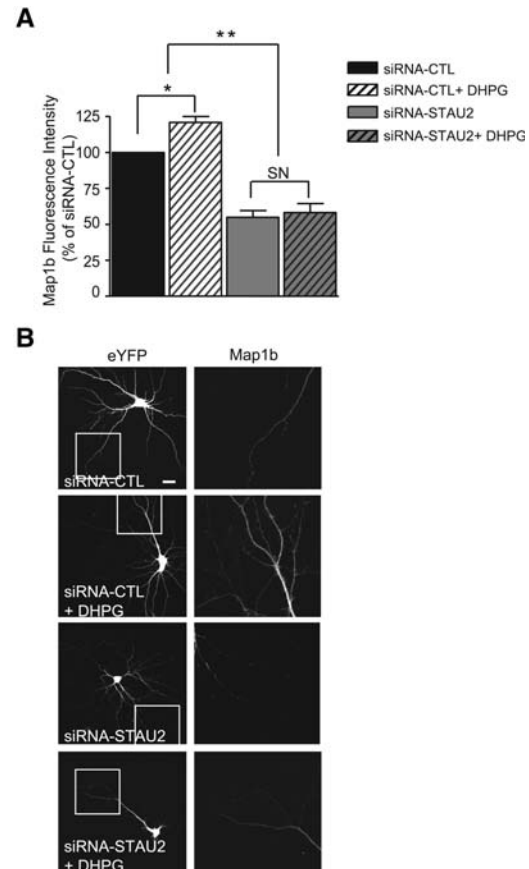 A
**
*
SN
siRNA-CTL
siRNA-CTL+ DHPG
siRNA-STAU2
siRNA-STAU2+ DHPG
Map1b Fluorescence Intensity
(% of siRNA-CTL)
125
100
75
50
25
0
B
eYFP
Map1b
siRNA-CTL
siRNA-CTL
+ DHPG
siRNA-STAU2
siRNA-STAU2
+ DHPG